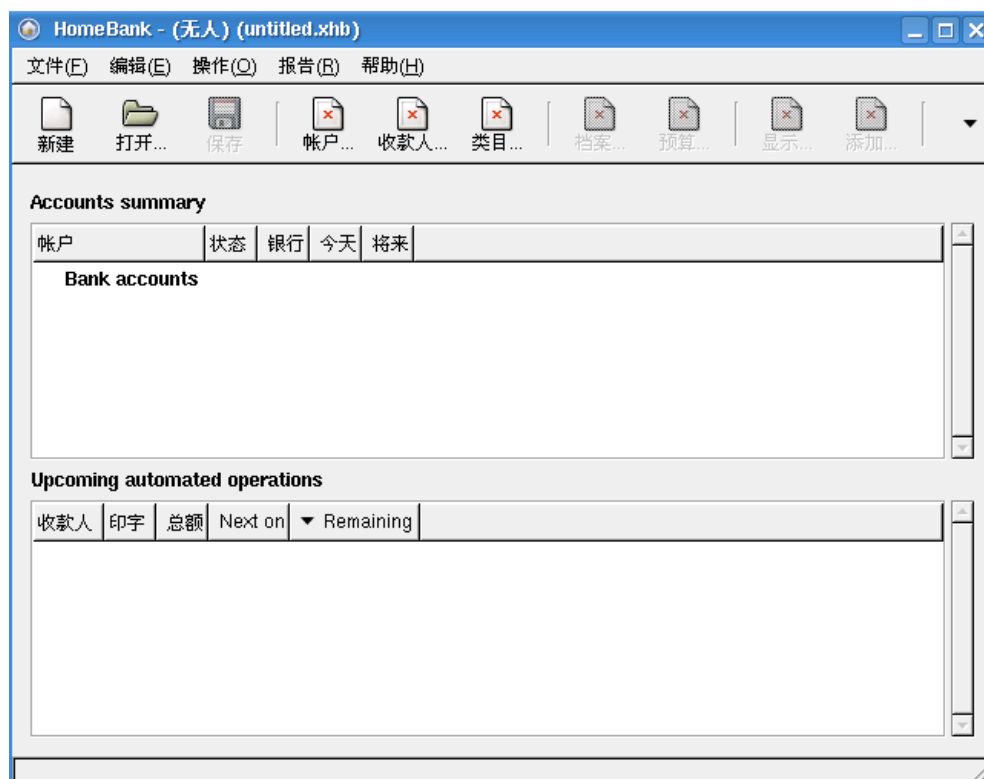 HomeBank - (无人) (untitled.xhb)
文件(F) 编辑(E) 操作(O) 报告(R) 帮助(H)
新建 打开... 保存 帐户... 收款人... 类目... 档案... 预算... 显示... 添加...
Accounts summary
帐户 状态 银行 今天 将来
Bank accounts
Upcoming automated operations
收款人 印字 总额 Next on Remaining